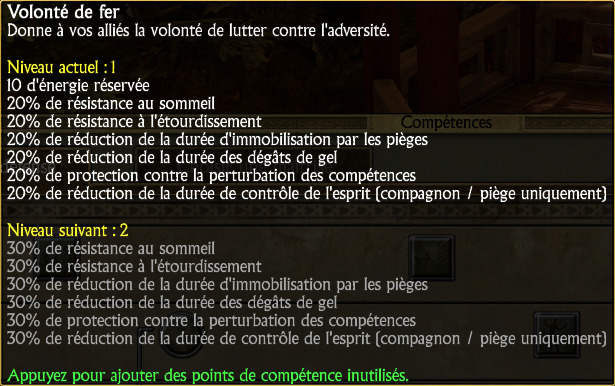 Volonté de fer
Donne à vos alliés la volonté de lutter contre l'adversité.
Niveau actuel : 1
10 d'énergie réservée
20% de résistance au sommeil
20% de résistance à l'étourdissement
Compétences
20% de réduction de la durée d'immobilisation par les pièges
20% de réduction de la durée des dégâts de gel
20% de protection contre la perturbation des compétences
20% de réduction de la durée de contrôle de l'esprit (compagnon / piège uniquement)
Niveau suivant : 2
30% de résistance au sommeil
30% de résistance à l'étourdissement
30% de réduction de la durée d'immobilisation par les pièges
30% de réduction de la durée des dégâts de gel
30% de protection contre la perturbation des compétences
30% de réduction de la durée de contrôle de l'esprit (compagnon / piège uniquement)
Appuyez pour ajouter des points de compétence inutilisés.